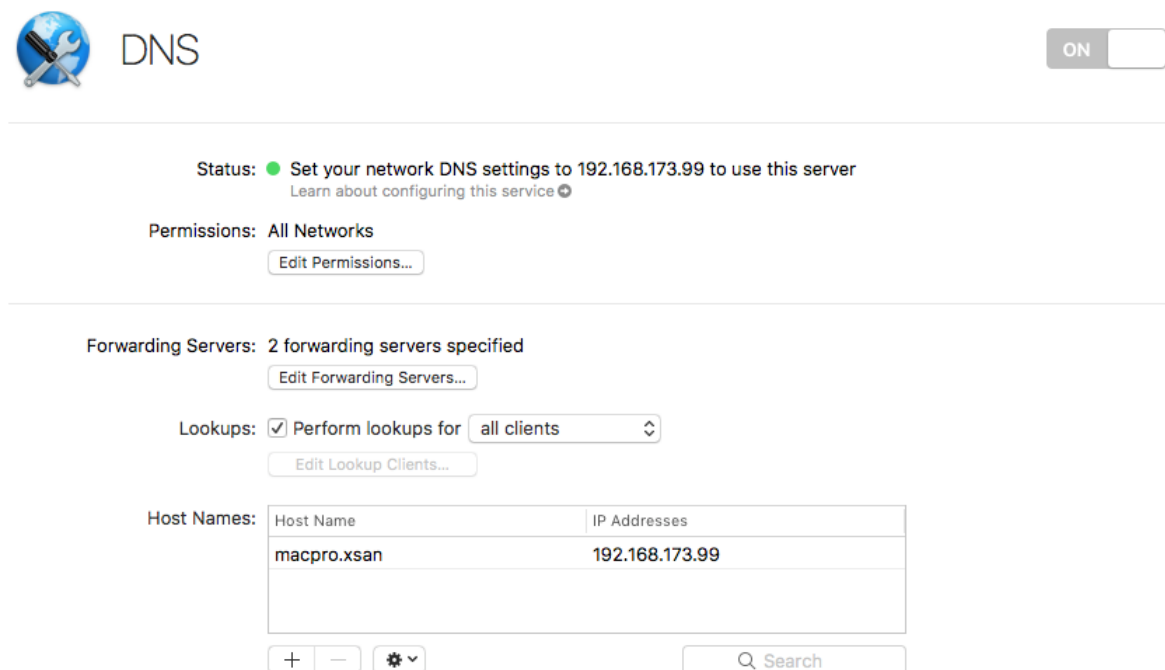 DNS
ON
Status: Set your network DNS settings to 192.168.173.99 to use this server
Learn about configuring this service
Permissions: All Networks
Edit Permissions...
Forwarding Servers: 2 forwarding servers specified
Edit Forwarding Servers...
Lookups: Perform lookups for all clients
Edit Lookup Clients...
Host Names: Host Name IP Addresses
macpro.xsan 192.168.173.99
Search